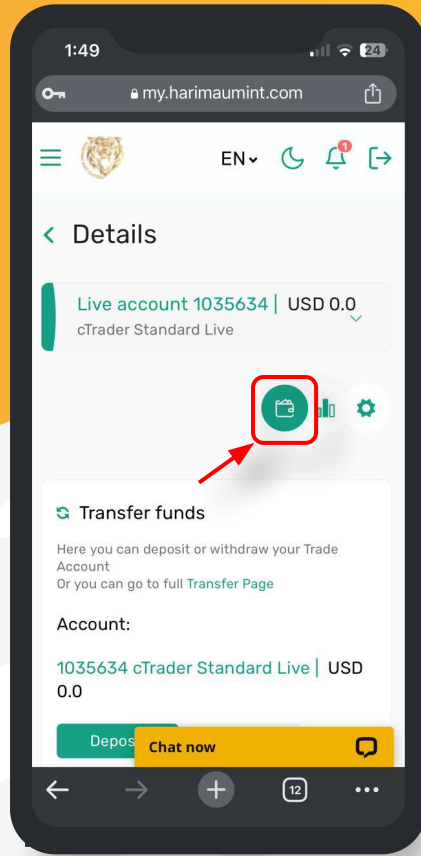 1:49
24
my.harimaumint.com
EN
1
Details
Live account 1035634 | USD 0.0
cTrader Standard Live
Transfer funds
Here you can deposit or withdraw your Trade
Account
Or you can go to full Transfer Page
Account:
1035634 cTrader Standard Live | USD
0.0
Depos
Chat now
12